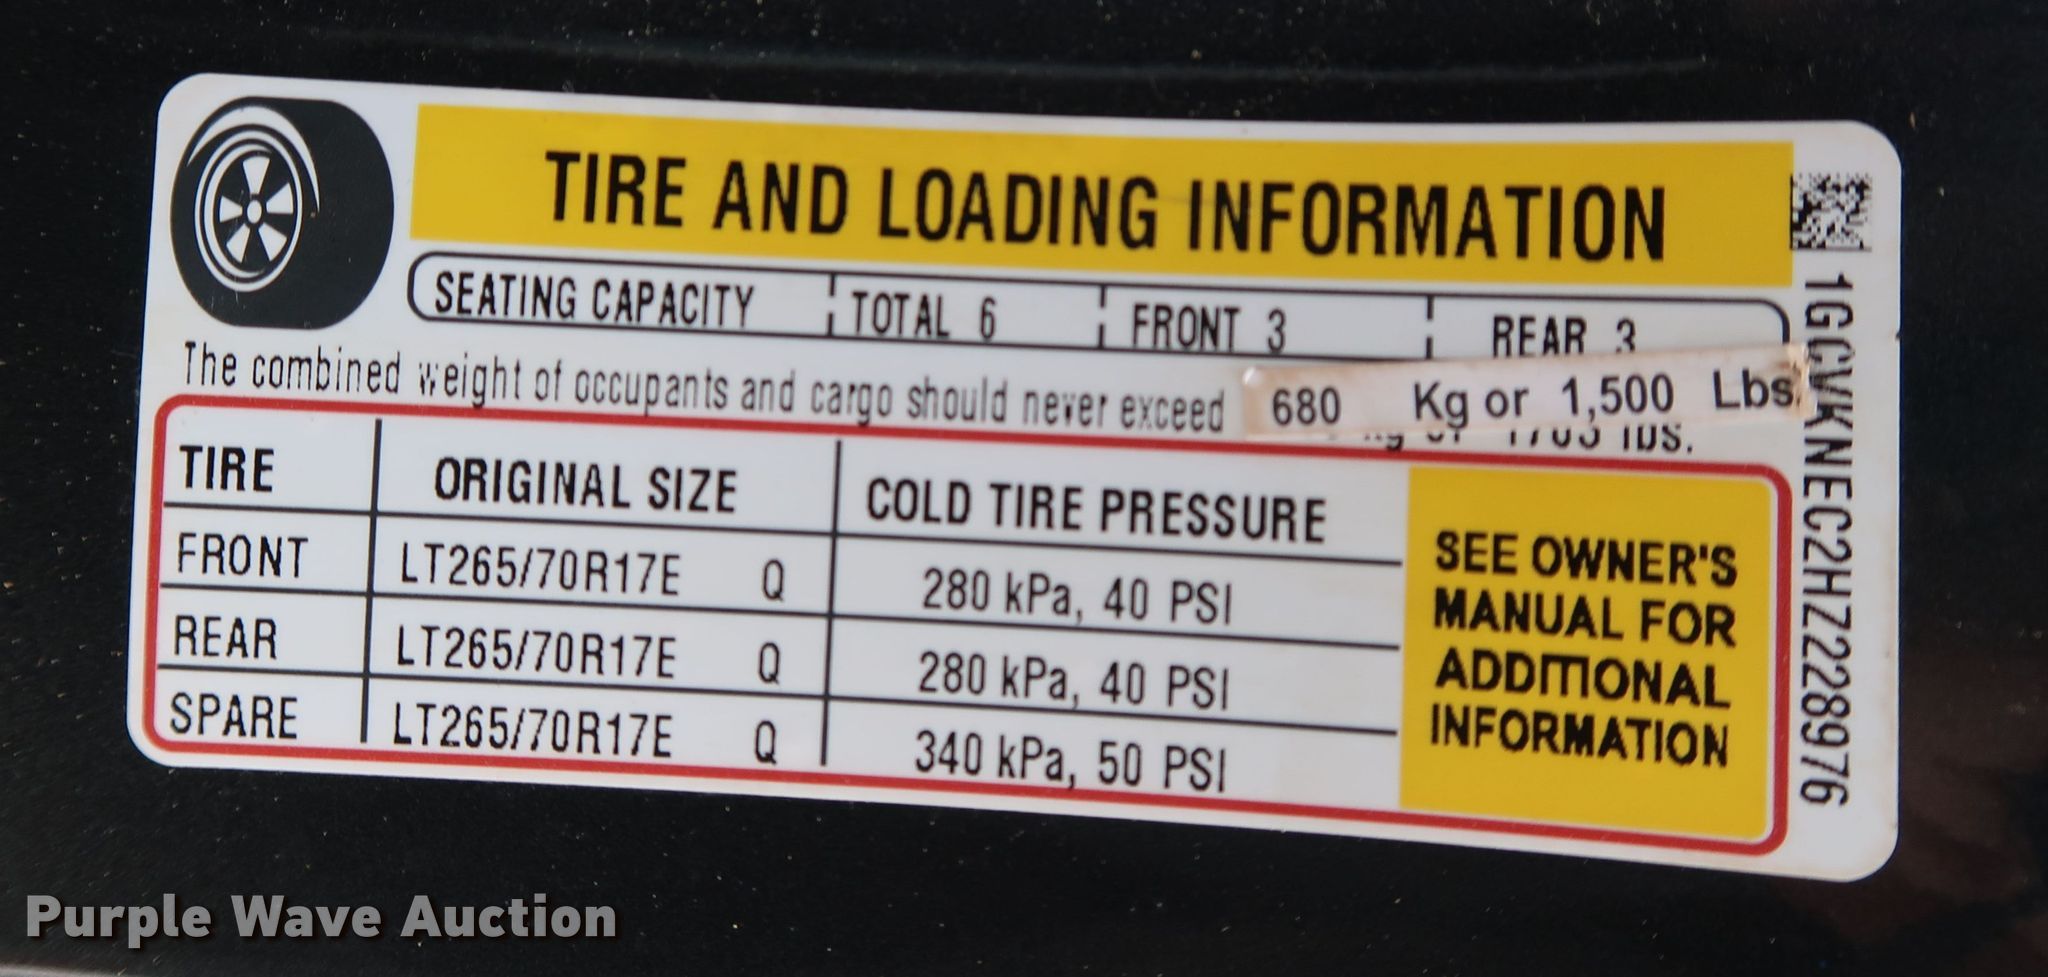 TIRE AND LOADING INFORMATION
SEATING CAPACITY TOTAL 6 FRONT 3 REAR 3
The combined weight of occupants and cargo should never exceed 680 Kg or 1,500 Lbs.
lbs.
TIRE ORIGINAL SIZE COLD TIRE PRESSURE
FRONT LT265/70R17E Q 280 kPa, 40 PSI
REAR LT265/70R17E Q 280 kPa, 40 PSI
SPARE LT265/70R17E Q 340 kPa, 50 PSI
SEE OWNER'S
MANUAL FOR
ADDITIONAL
INFORMATION
1GCVKNEC2HZ228976
Purple Wave Auction